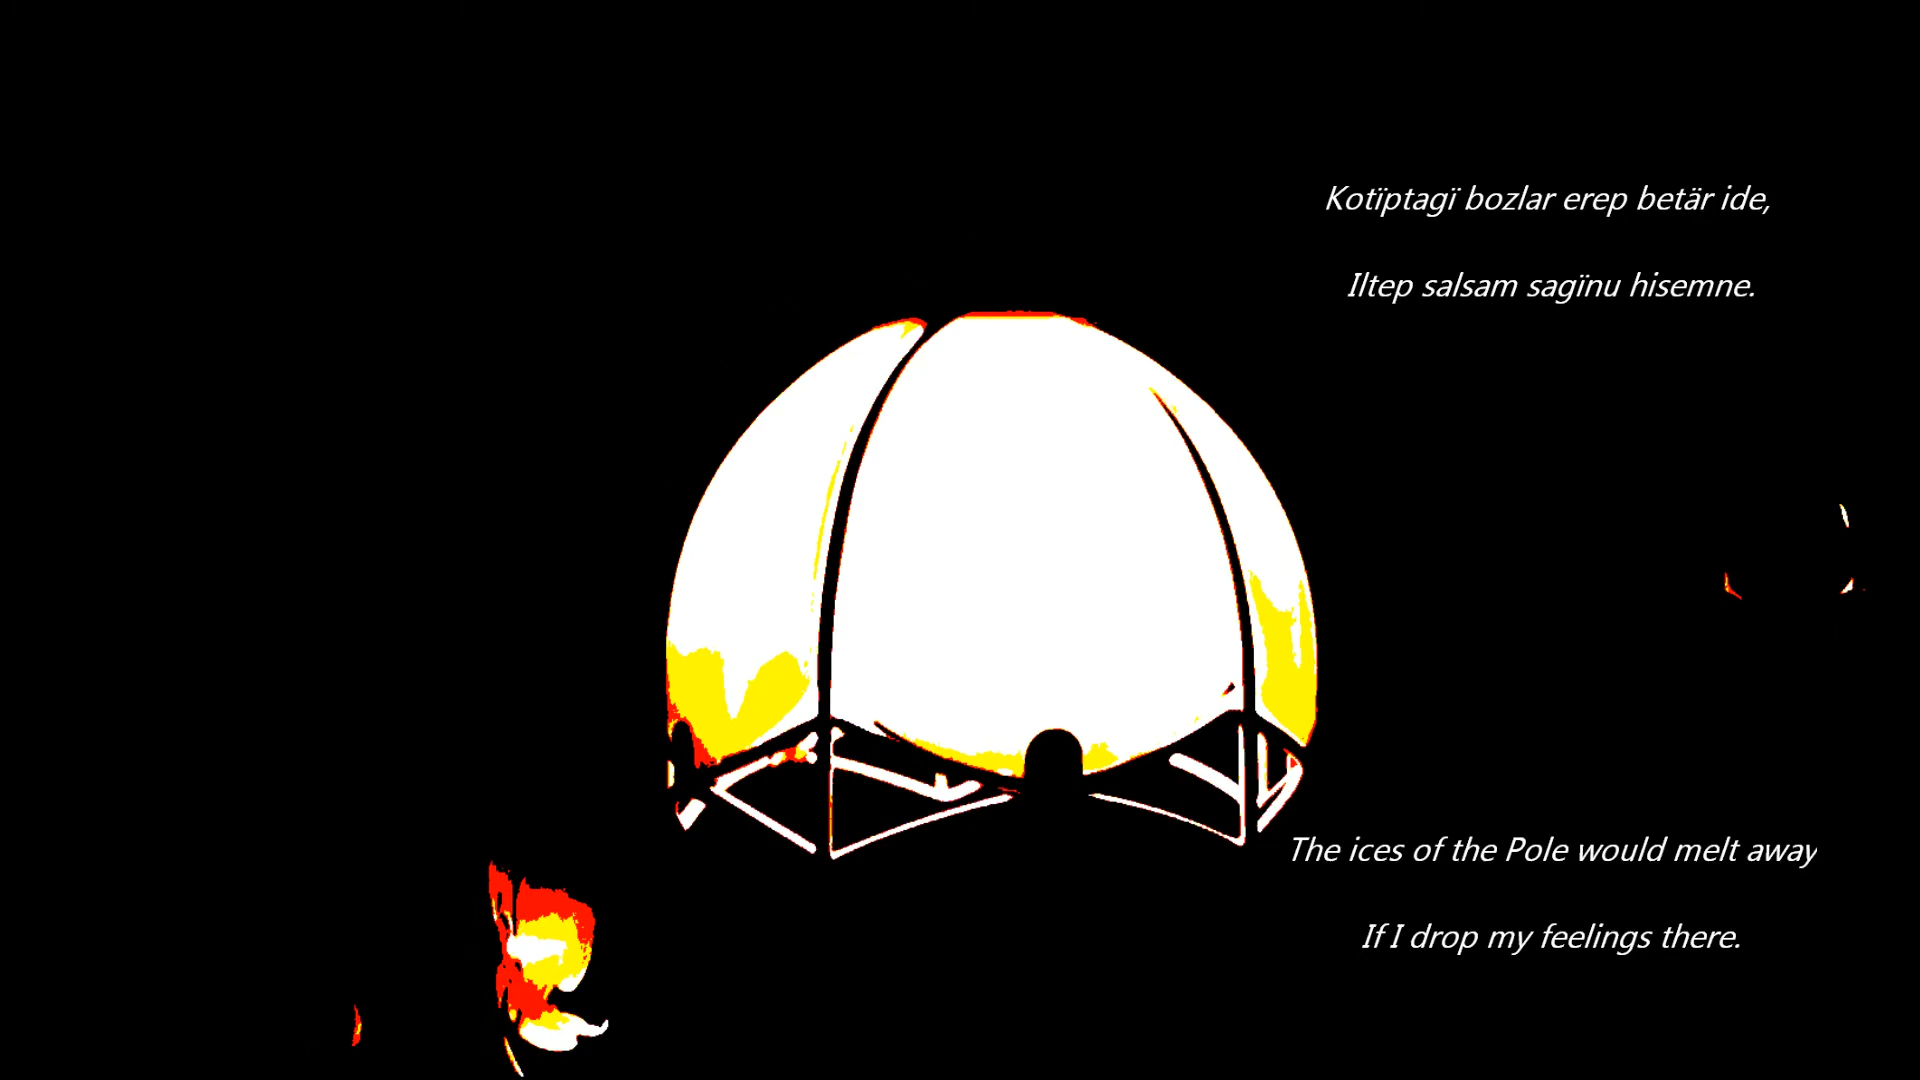 Kotïptagï bozlar erep betär ide,
Iltep salsam sagïnu hisemne.
The ices of the Pole would melt away
If I drop my feelings there.